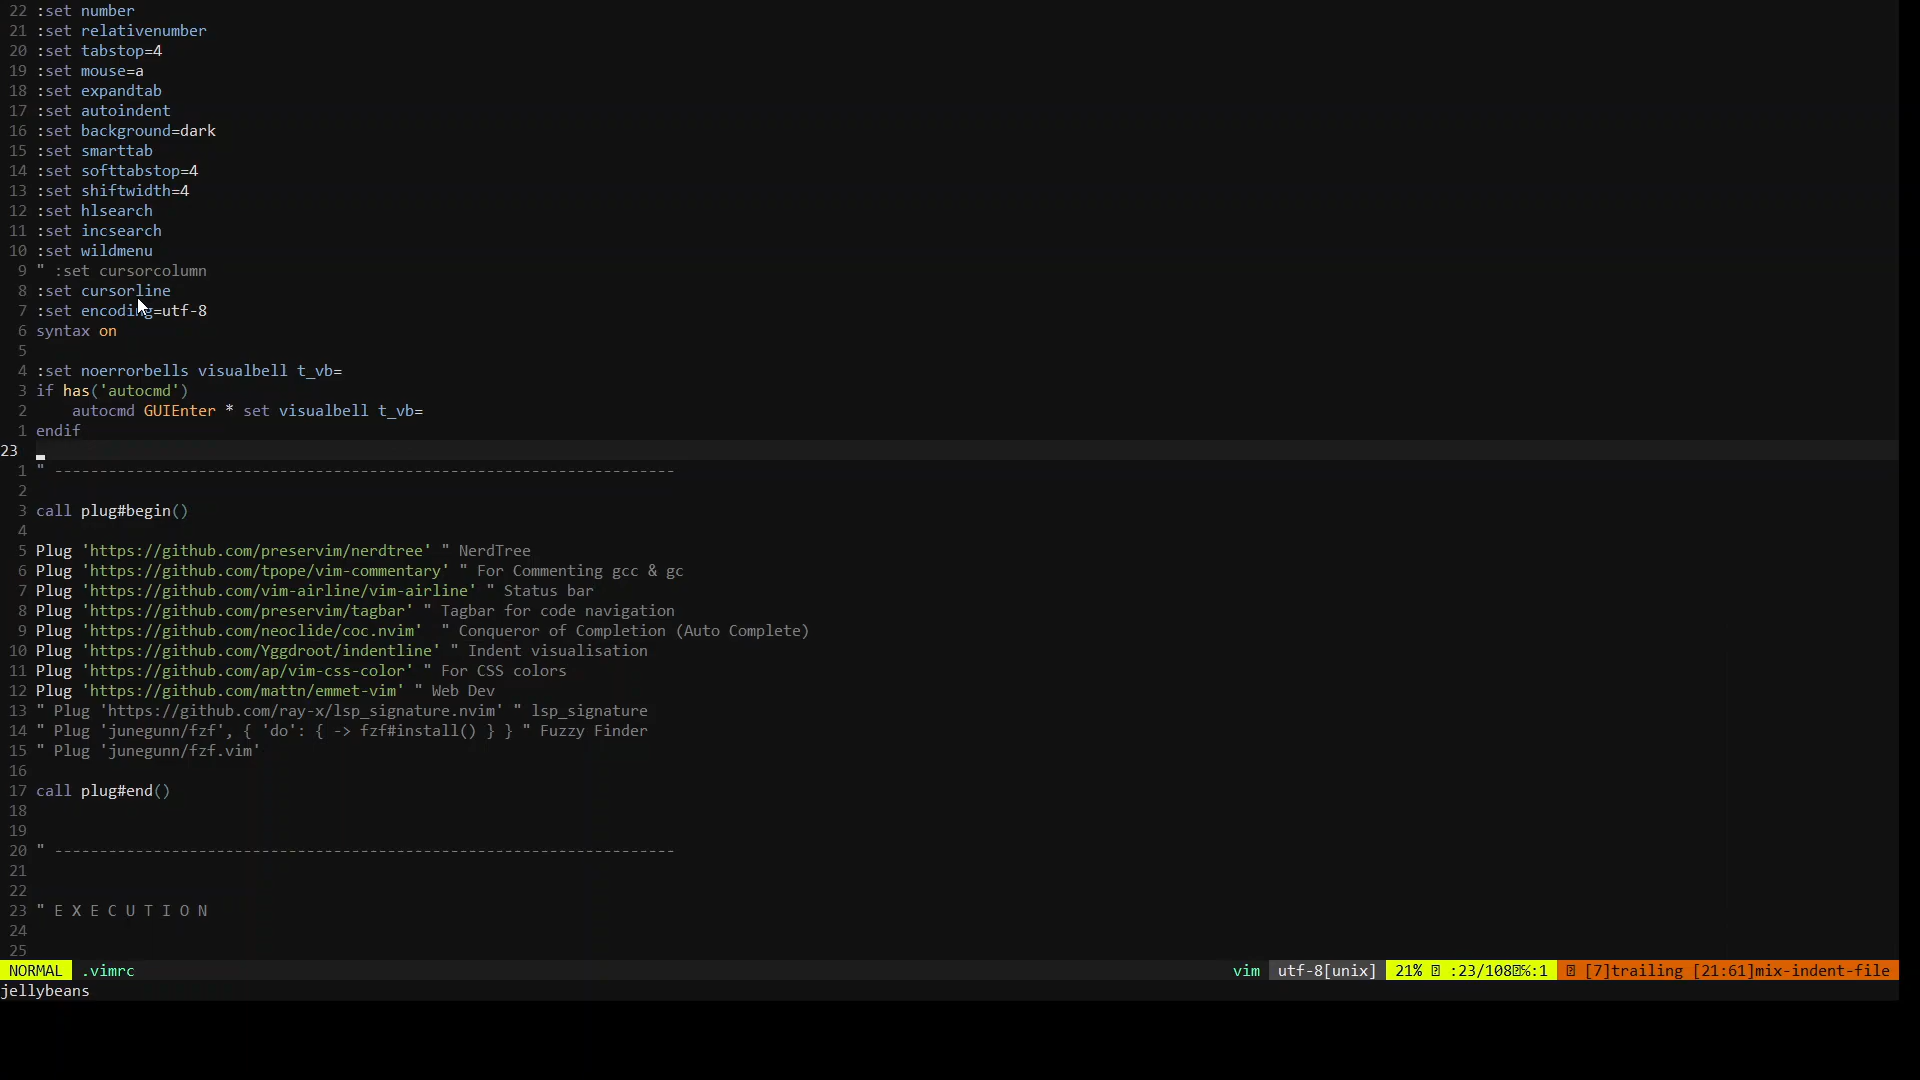 22 :set number
21 :set relativenumber
20 :set tabstop=4
19 :set mouse=a
18 :set expandtab
17 :set autoindent
16 :set background=dark
15 :set smarttab
14 :set softtabstop=4
13 :set shiftwidth=4
12 :set hlsearch
11 :set incsearch
10 :set wildmenu
9 " :set cursorcolumn
8 :set cursorline
7 :set encoding=utf-8
6 syntax on
5
4 :set noerrorbells visualbell t_vb=
3 if has('autocmd')
2     autocmd GUIEnter * set visualbell t_vb=
1 endif
23
1 " ---------------------------------------------------------------------
2
3 call plug#begin()
4
5 Plug 'https://github.com/preservim/nerdtree' " NerdTree
6 Plug 'https://github.com/tpope/vim-commentary' " For Commenting gcc & gc
7 Plug 'https://github.com/vim-airline/vim-airline' " Status bar
8 Plug 'https://github.com/preservim/tagbar' " Tagbar for code navigation
9 Plug 'https://github.com/neoclide/coc.nvim'  " Conqueror of Completion (Auto Complete)
10 Plug 'https://github.com/Yggdroot/indentline' " Indent visualisation
11 Plug 'https://github.com/ap/vim-css-color' " For CSS colors
12 Plug 'https://github.com/mattn/emmet-vim' " Web Dev
13 " Plug 'https://github.com/ray-x/lsp_signature.nvim' " lsp_signature
14 " Plug 'junegunn/fzf', { 'do': { -> fzf#install() } } " Fuzzy Finder
15 " Plug 'junegunn/fzf.vim'
16
17 call plug#end()
18
19
20 " ---------------------------------------------------------------------
21
22
23 " E X E C U T I O N
24
25
NORMAL .vimrc vim utf-8[unix] 21% :23/108℅:1 [7]trailing [21:61]mix-indent-file
jellybeans